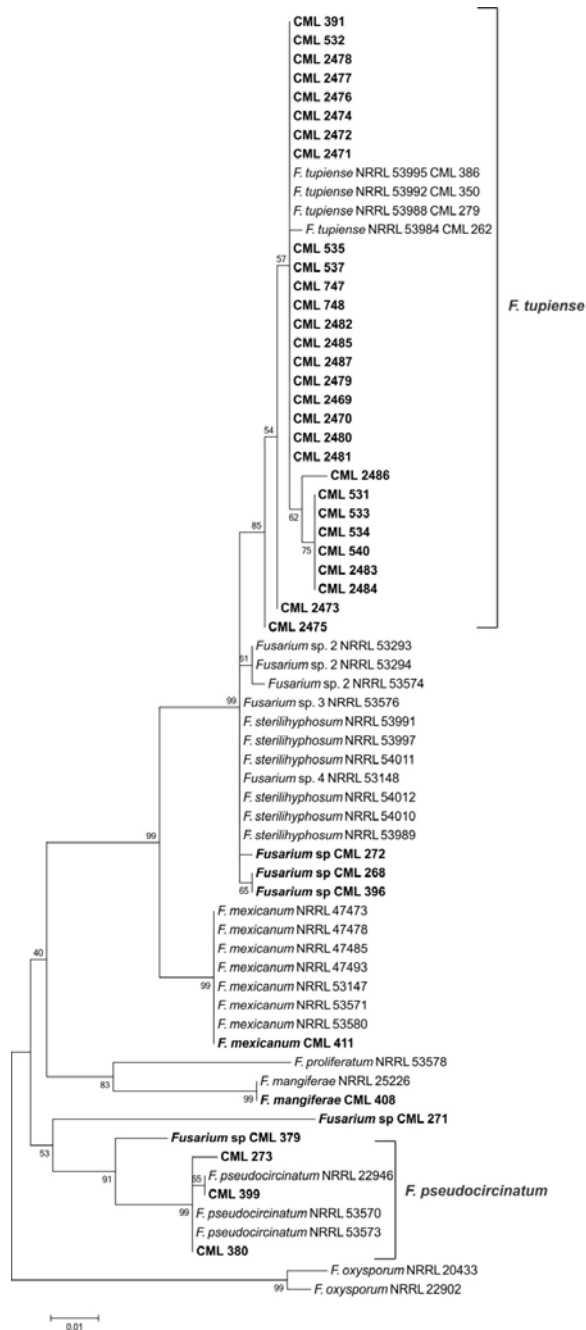 CML 391
CML 532
CML 2478
CML 2477
CML 2476
CML 2474
CML 2472
CML 2471
F. tupiense NRRL 53995 CML 386
F. tupiense NRRL 53992 CML 350
F. tupiense NRRL 53988 CML 279
F. tupiense NRRL 53984 CML 262
CML 535
57
CML 537
CML 747
CML 748
F. tupiense
CML 2482
CML 2485
CML 2487
CML 2479
CML 2469
CML 2470
54
CML 2480
CML 2481
CML 2486
CML 531
62
CML 533
85
CML 534
CML 540
75
CML 2483
CML 2484
CML 2473
CML 2475
Fusarium sp. 2 NRRL 53293
51
Fusarium sp. 2 NRRL 53294
Fusarium sp. 2 NRRL 53574
99
Fusarium sp. 3 NRRL 53576
F. sterilihyphosum NRRL 53991
F. sterilihyphosum NRRL 53997
F. sterilihyphosum NRRL 54011
Fusarium sp. 4 NRRL 53148
F. sterilihyphosum NRRL 54012
F. sterilihyphosum NRRL 54010
F. sterilihyphosum NRRL 53989
99
Fusarium sp CML 272
Fusarium sp CML 268
65
Fusarium sp CML 396
F. mexicanum NRRL 47473
F. mexicanum NRRL 47478
40
F. mexicanum NRRL 47485
F. mexicanum NRRL 47493
99
F. mexicanum NRRL 53147
F. mexicanum NRRL 53571
F. mexicanum NRRL 53580
F. mexicanum CML 411
F. proliferatum NRRL 53578
83
F. mangiferae NRRL 25226
99
F. mangiferae CML 408
Fusarium sp CML 271
53
Fusarium sp CML 379
CML 273
91
55
F. pseudocircinatum NRRL 22946
CML 399
F. pseudocircinatum
99
F. pseudocircinatum NRRL 53570
F. pseudocircinatum NRRL 53573
CML 380
F. oxysporum NRRL 20433
99
F. oxysporum NRRL 22902
0.01